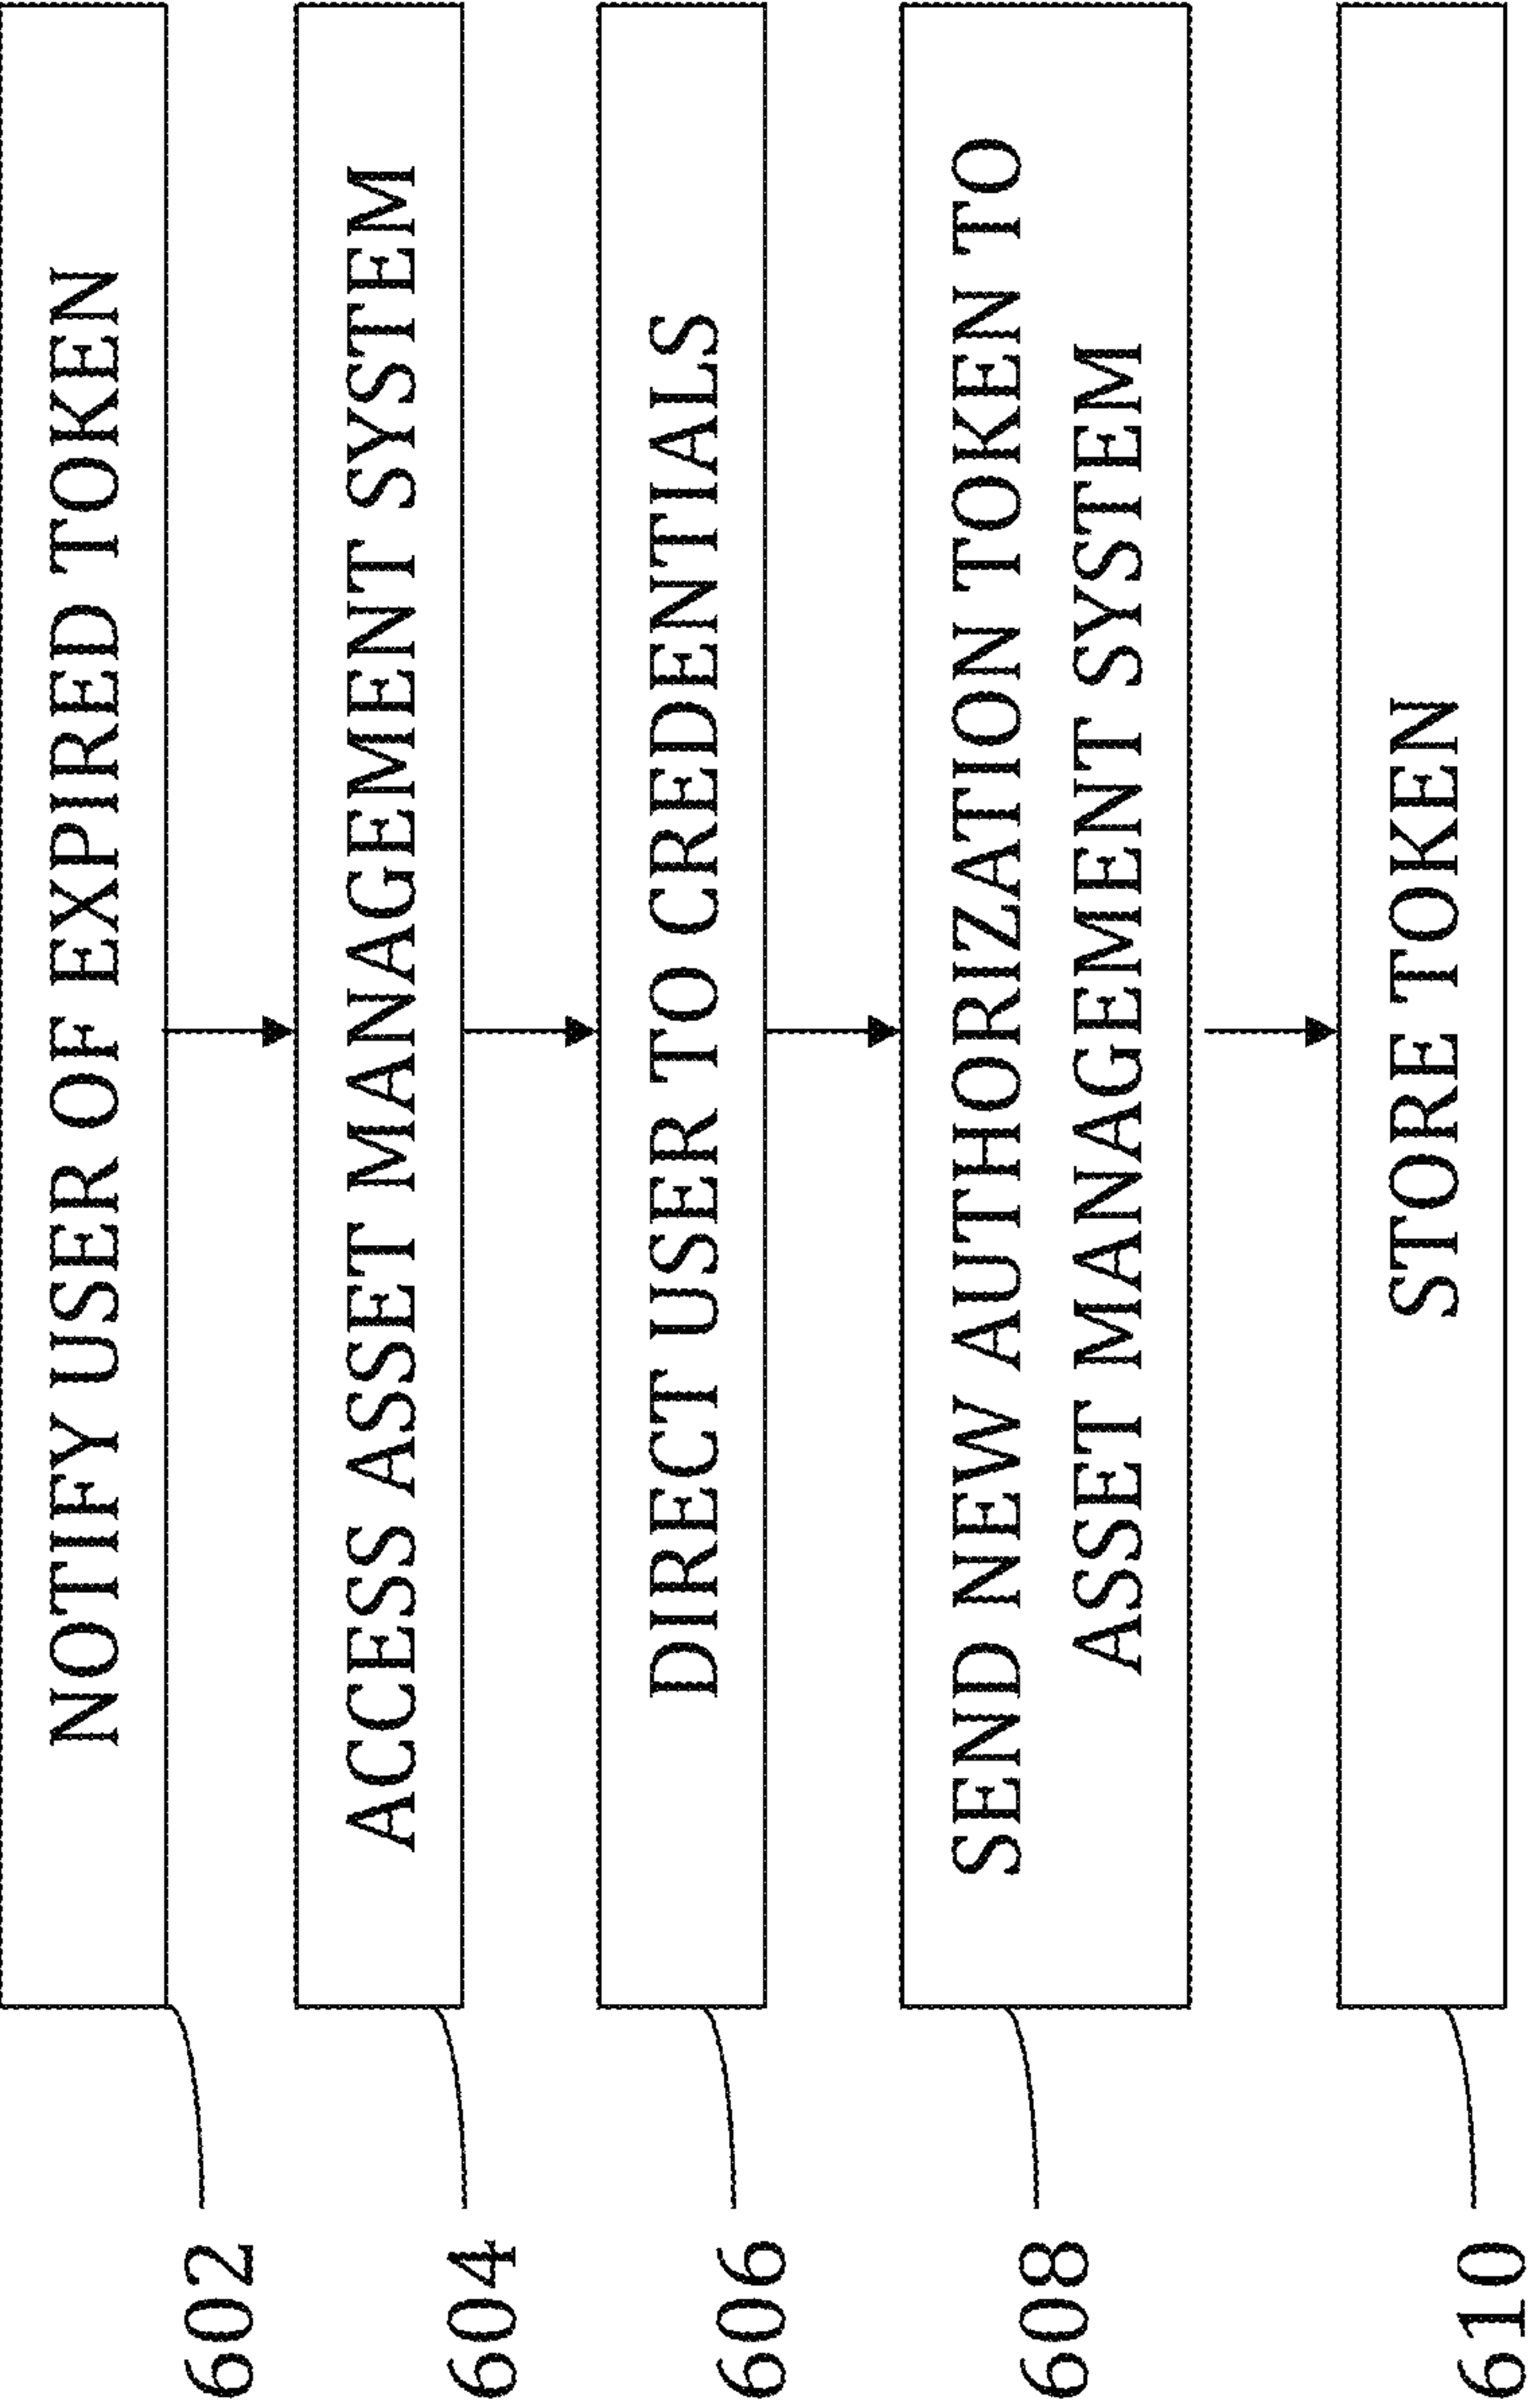 NOTIFY USER OF EXPIRED TOKEN
602
ACCESS ASSET MANAGEMENT SYSTEM
604
DIRECT USER TO CREDENTIALS
606
SEND NEW AUTHORIZATION TOKEN TO
ASSET MANAGEMENT SYSTEM
608
STORE TOKEN
610